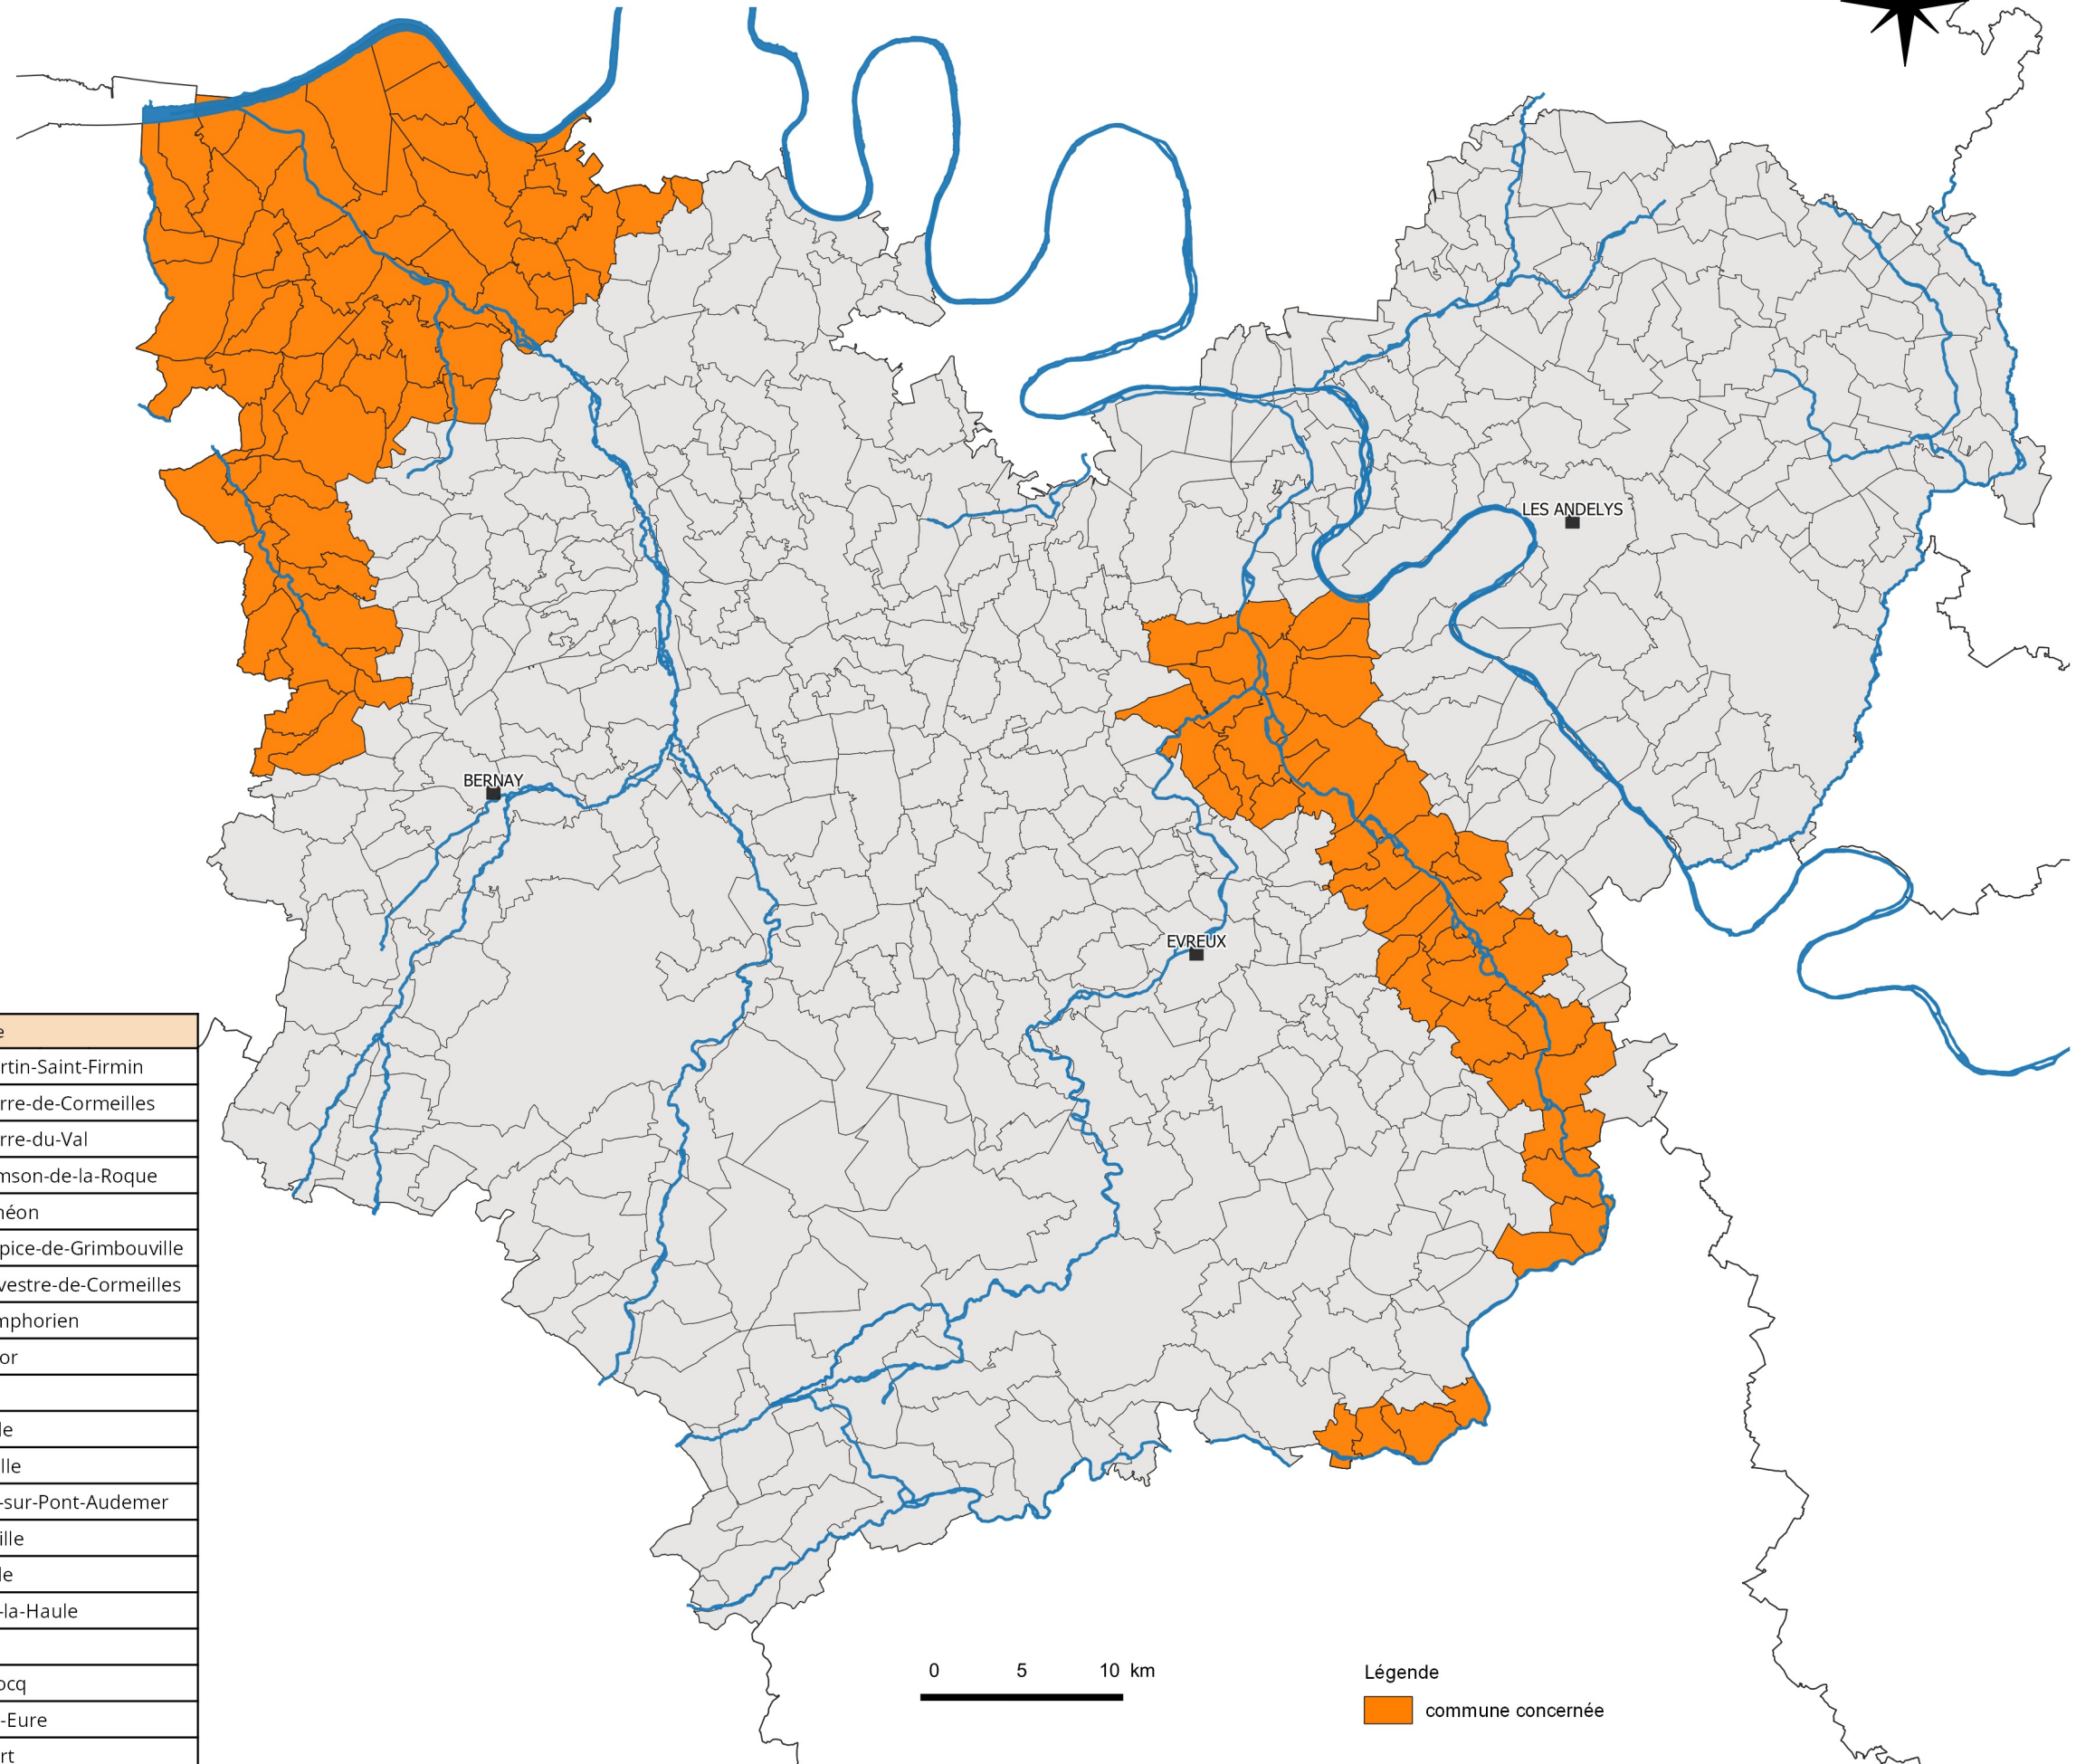 LES ANDELYS
BERNAY
EVREUX
e
rtin-Saint-Firmin
rre-de-Cormeilles
rre-du-Val
mson-de-la-Roque
éon
pice-de-Grimbouville
vestre-de-Cormeilles
mphorien
or
le
lle
-sur-Pont-Audemer
ille
le
-la-Haule
ocq
-Eure
rt
0 5 10 km
Légende
commune concernée